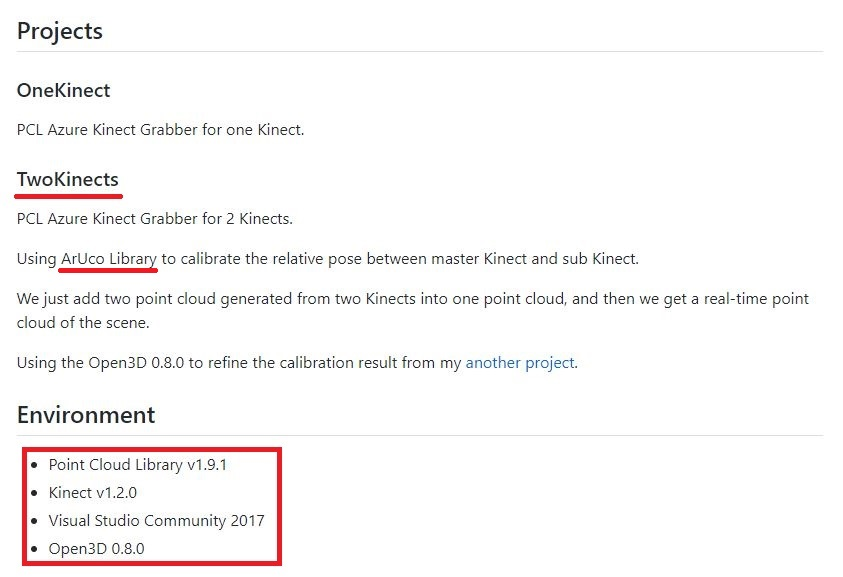 Projects
OneKinect
PCL Azure Kinect Grabber for one Kinect.
TwoKinects
PCL Azure Kinect Grabber for 2 Kinects.
Using ArUco Library to calibrate the relative pose between master Kinect and sub Kinect.
We just add two point cloud generated from two Kinects into one point cloud, and then we get a real-time point
cloud of the scene.
Using the Open3D 0.8.0 to refine the calibration result from my another project.
Environment
• Point Cloud Library v1.9.1
• Kinect v1.2.0
• Visual Studio Community 2017
• Open3D 0.8.0